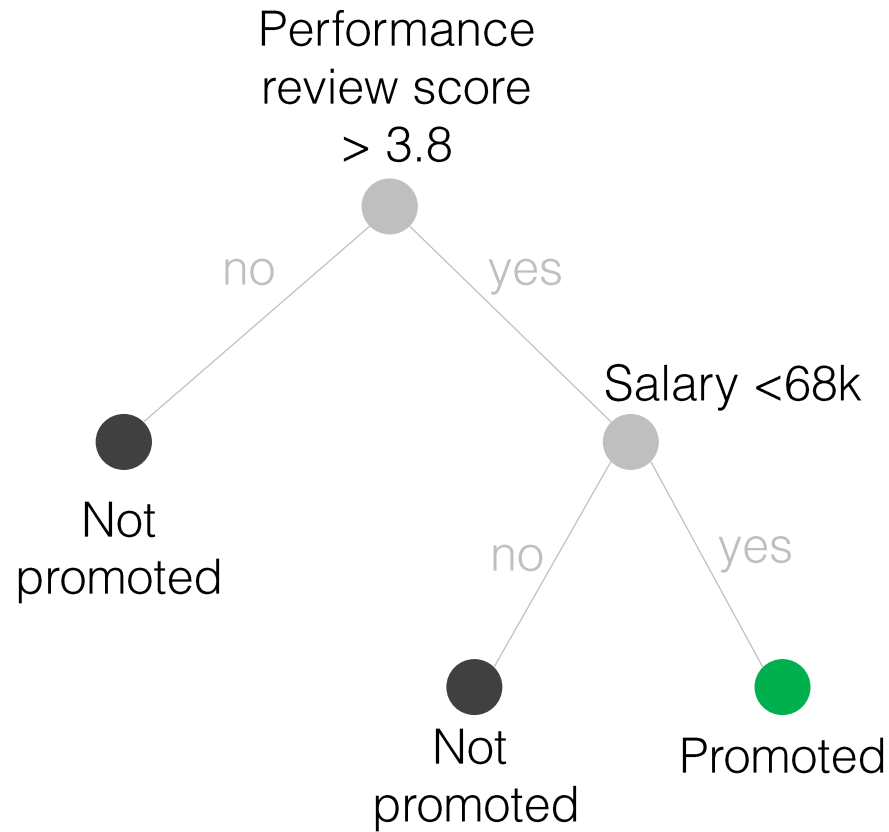 Performance
review score
> 3.8
no
yes
Salary <68k
Not
promoted
no
yes
Not
promoted
Promoted